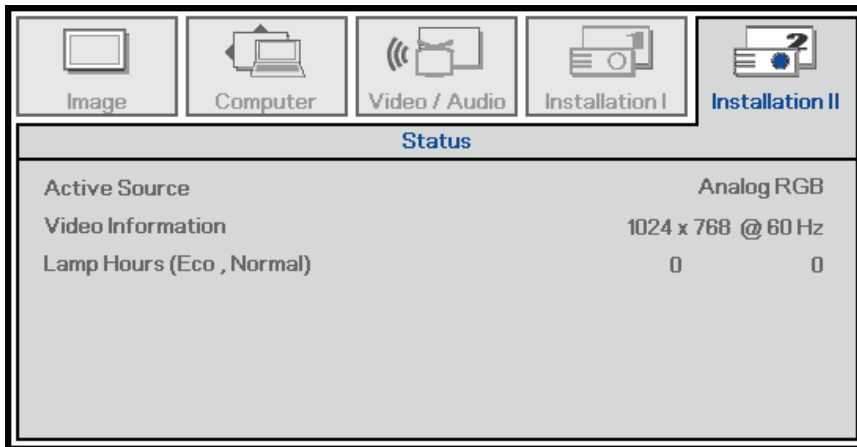 Image Computer Video / Audio Installation I Installation II
Status
Active Source Analog RGB
Video Information 1024 x 768 @ 60 Hz
Lamp Hours (Eco , Normal) 0 0